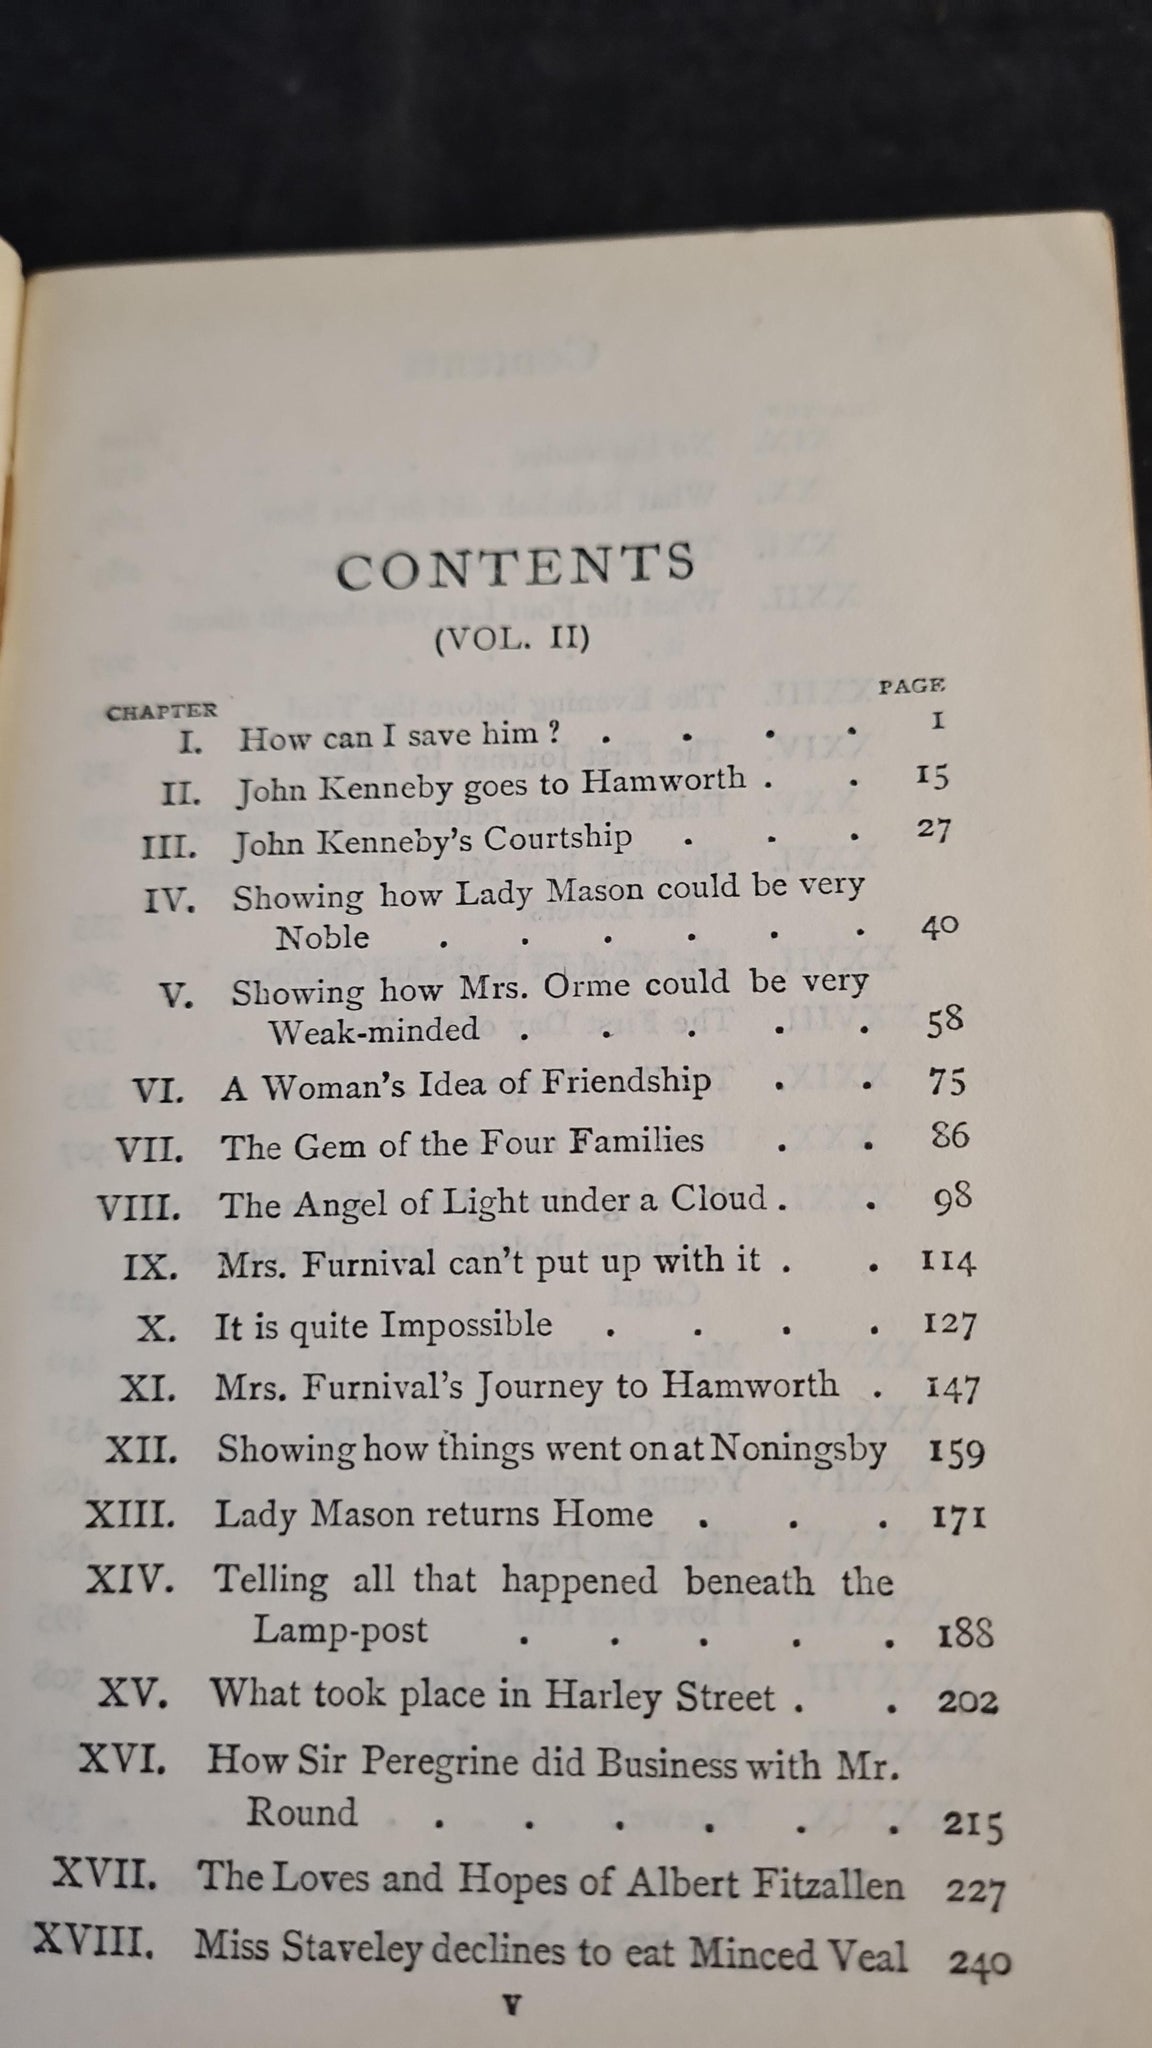 CONTENTS
(VOL. II)
CHAPTER PAGE
I. How can I save him ? . . . . 1
II. John Kenneby goes to Hamworth . . 15
III. John Kenneby's Courtship . . . 27
IV. Showing how Lady Mason could be very
Noble . . . . . . 40
V. Showing how Mrs. Orme could be very
Weak-minded . . . . . 58
VI. A Woman's Idea of Friendship . . 75
VII. The Gem of the Four Families . . 86
VIII. The Angel of Light under a Cloud . . 98
IX. Mrs. Furnival can't put up with it . . 114
X. It is quite Impossible . . . . 127
XI. Mrs. Furnival's Journey to Hamworth . 147
XII. Showing how things went on at Noningsby 159
XIII. Lady Mason returns Home . . . 171
XIV. Telling all that happened beneath the
Lamp-post . . . . . 188
XV. What took place in Harley Street . . 202
XVI. How Sir Peregrine did Business with Mr.
Round . . . . . . 215
XVII. The Loves and Hopes of Albert Fitzallen 227
XVIII. Miss Staveley declines to eat Minced Veal 240
v